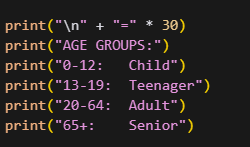 print("\n" + "=" * 30)
print("AGE GROUPS:")
print("0-12:   Child")
print("13-19:  Teenager")
print("20-64:  Adult")
print("65+:    Senior")